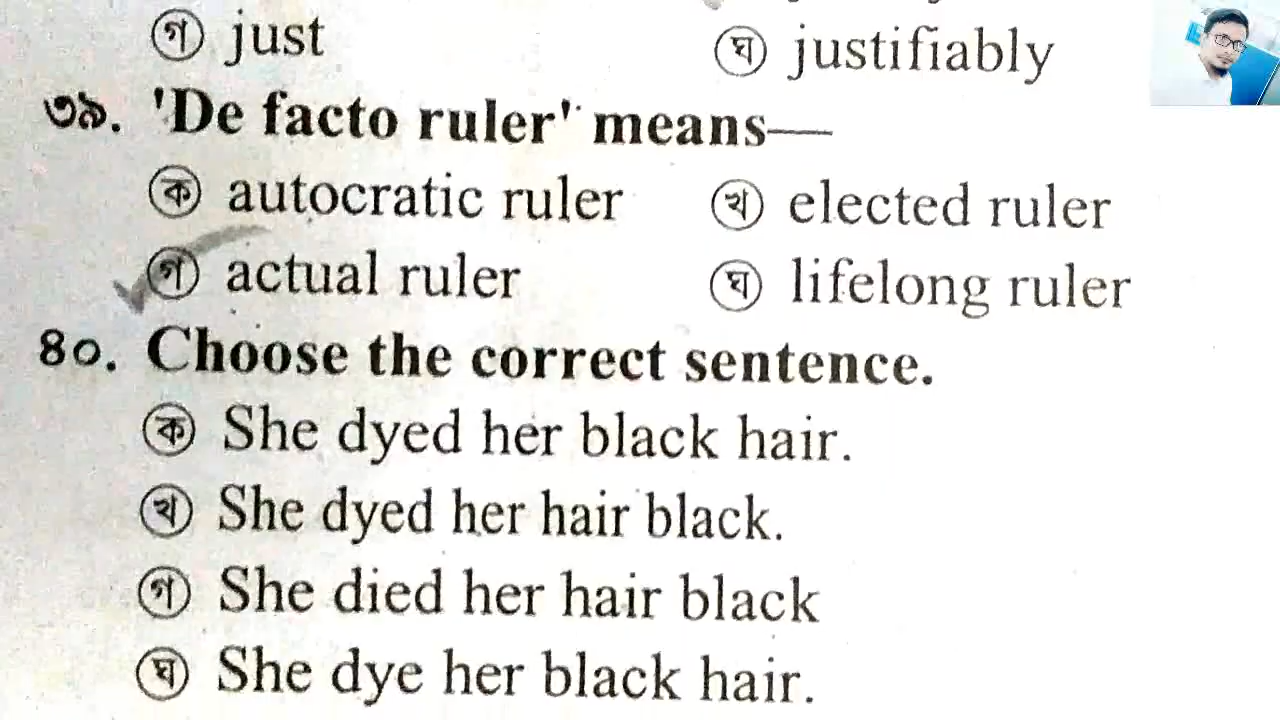 গ just ঘ justifiably
৩৯. 'De facto ruler' means—
ক autocratic ruler খ elected ruler
গ actual ruler ঘ lifelong ruler
৪০. Choose the correct sentence.
ক She dyed her black hair.
খ She dyed her hair black.
গ She died her hair black
ঘ She dye her black hair.